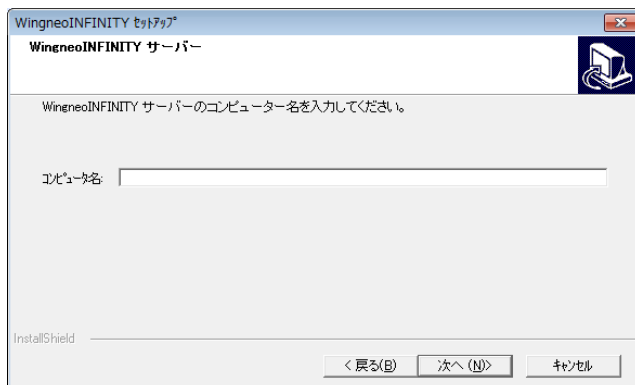 WingneoINFINITY ｾｯﾄｱｯﾌﾟ
WingneoINFINITY サーバー
WingneoINFINITY サーバーのコンピューター名を入力してください。
ｺﾝﾋﾟｭｰﾀ名:
InstallShield
< 戻る(B)
次へ (N)>
ｷｬﾝｾﾙ